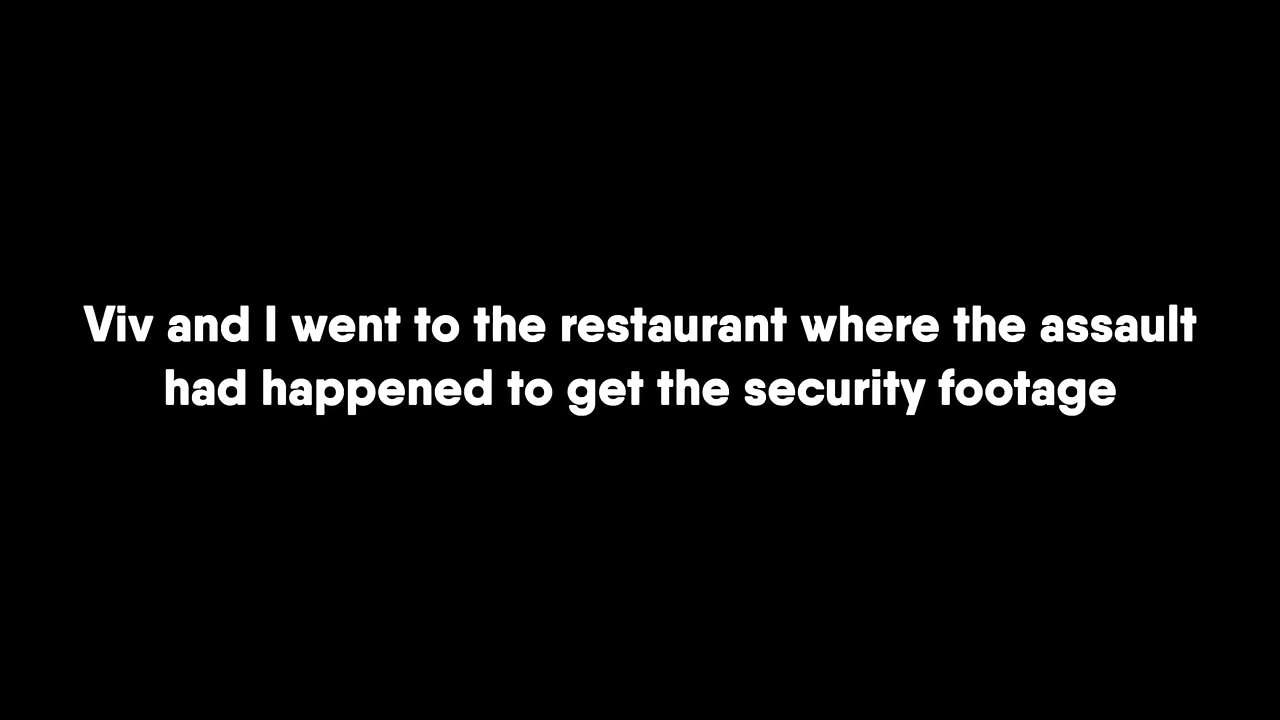 Viv and I went to the restaurant where the assault
had happened to get the security footage